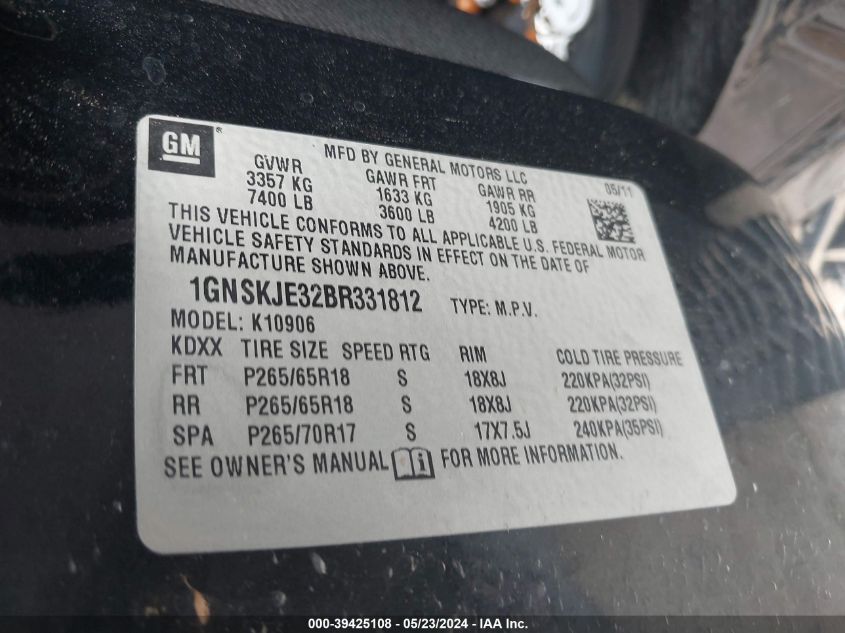 GM
MFD BY GENERAL MOTORS LLC
05/11
GVWR GAWR FRT GAWR RR
3357 KG 1633 KG 1905 KG
7400 LB 3600 LB 4200 LB
THIS VEHICLE CONFORMS TO ALL APPLICABLE U.S. FEDERAL MOTOR
VEHICLE SAFETY STANDARDS IN EFFECT ON THE DATE OF
MANUFACTURE SHOWN ABOVE.
1GNSKJE32BR331812 TYPE: M.P.V.
MODEL: K10906
KDXX TIRE SIZE SPEED RTG RIM COLD TIRE PRESSURE
FRT P265/65R18 S 18X8J 220KPA(32PSI)
RR P265/65R18 S 18X8J 220KPA(32PSI)
SPA P265/70R17 S 17X7.5J 240KPA(35PSI)
SEE OWNER'S MANUAL i FOR MORE INFORMATION.
000-39425108 - 05/23/2024 - IAAI.com